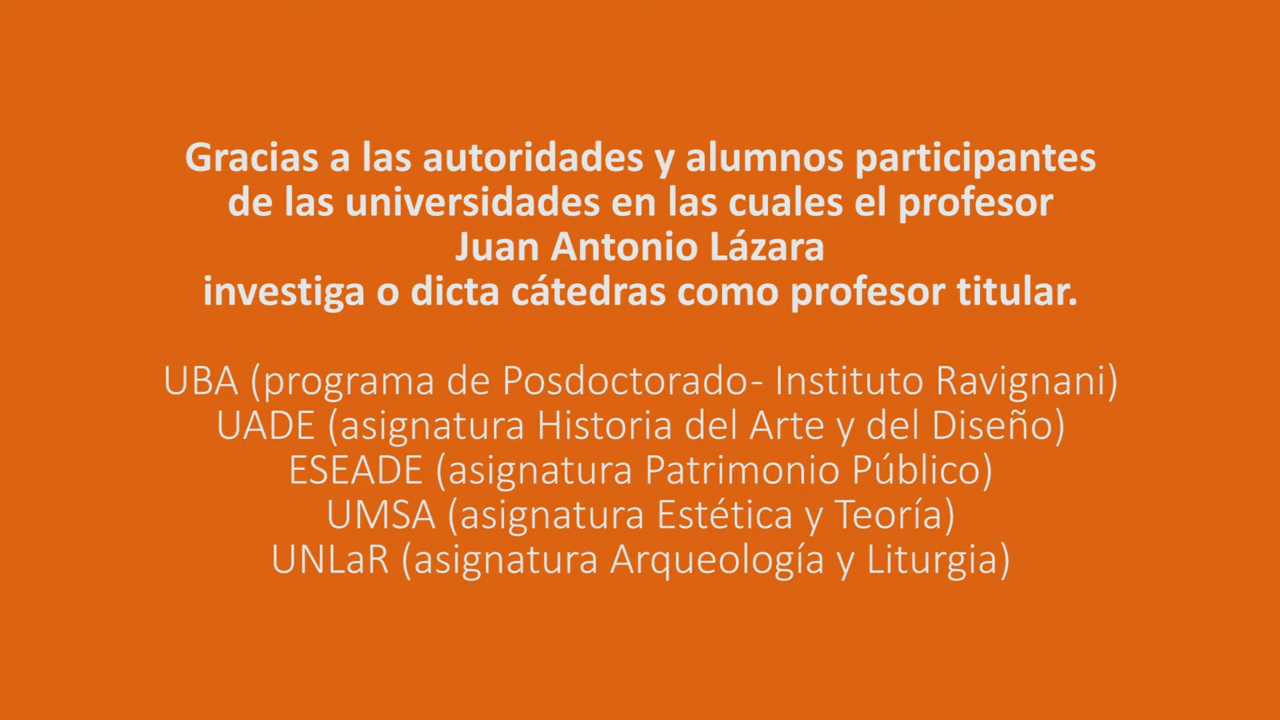 Gracias a las autoridades y alumnos participantes
de las universidades en las cuales el profesor
Juan Antonio Lázara
investiga o dicta cátedras como profesor titular.
UBA (programa de Posdoctorado- Instituto Ravignani)
UADE (asignatura Historia del Arte y del Diseño)
ESEADE (asignatura Patrimonio Público)
UMSA (asignatura Estética y Teoría)
UNLaR (asignatura Arqueología y Liturgia)